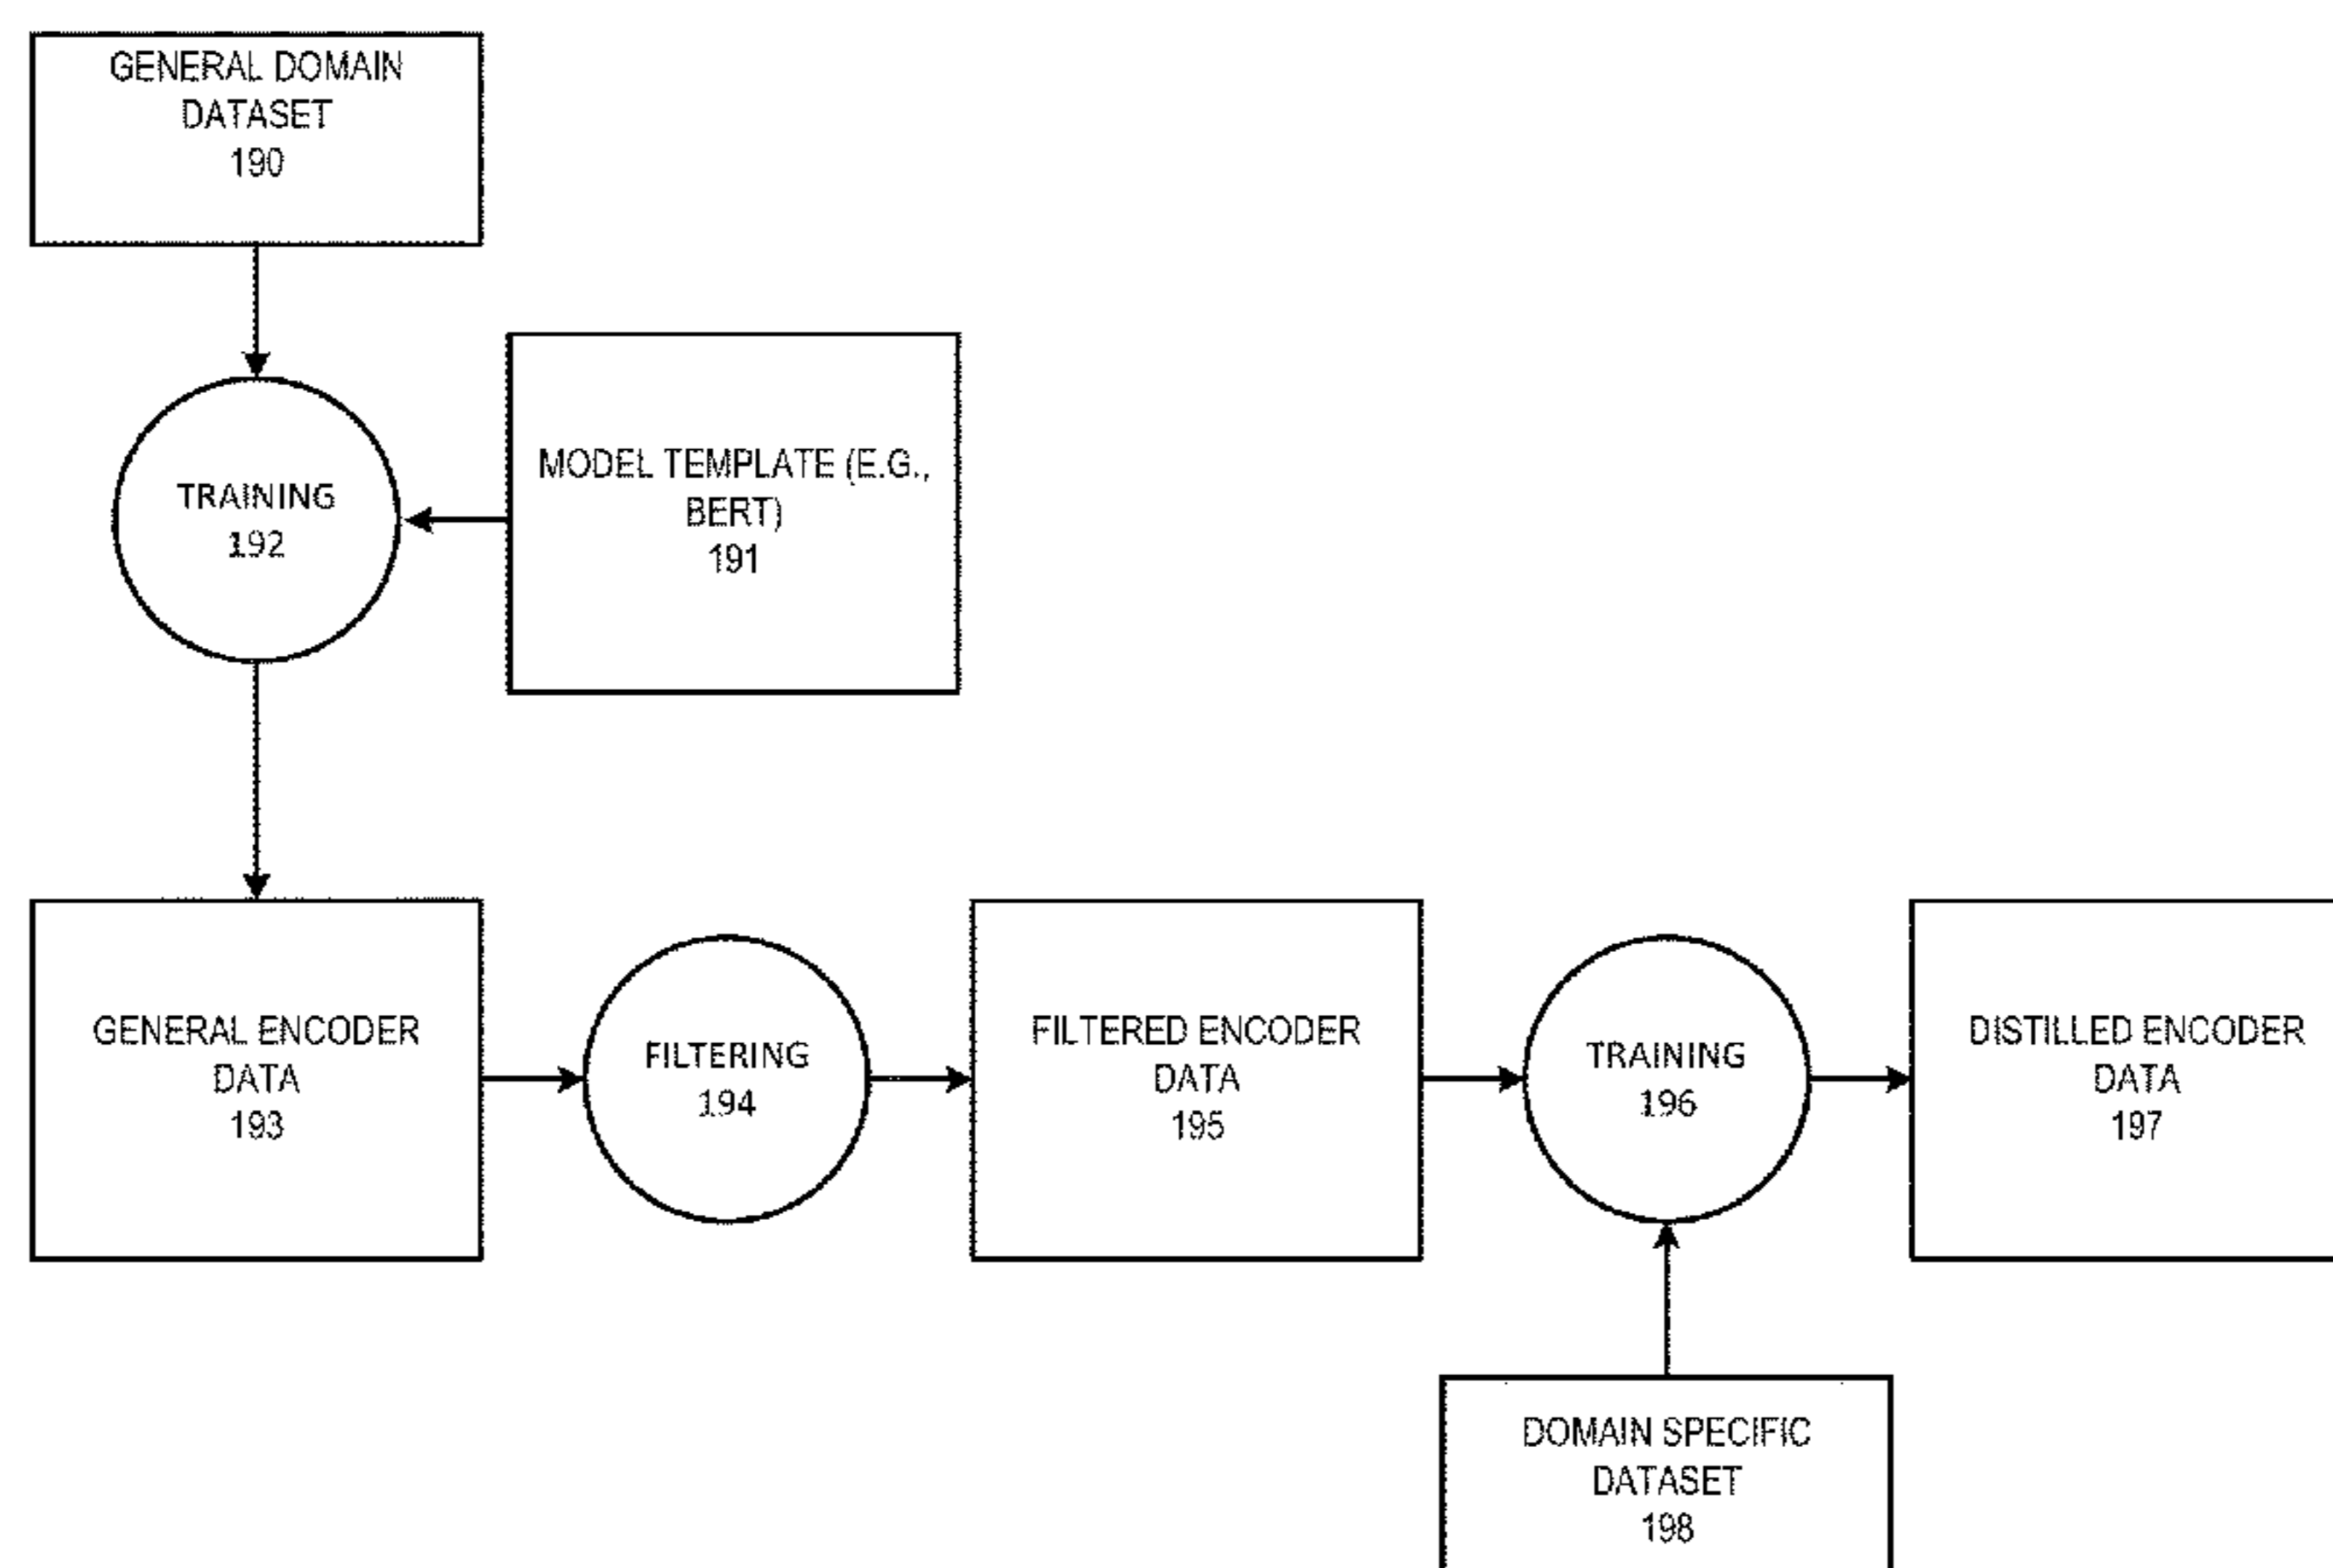 GENERAL DOMAIN
DATASET
190
TRAINING
192
MODEL TEMPLATE (E.G.,
BERT)
191
GENERAL ENCODER
DATA
193
FILTERING
194
FILTERED ENCODER
DATA
195
TRAINING
196
DISTILLED ENCODER
DATA
197
DOMAIN SPECIFIC
DATASET
198